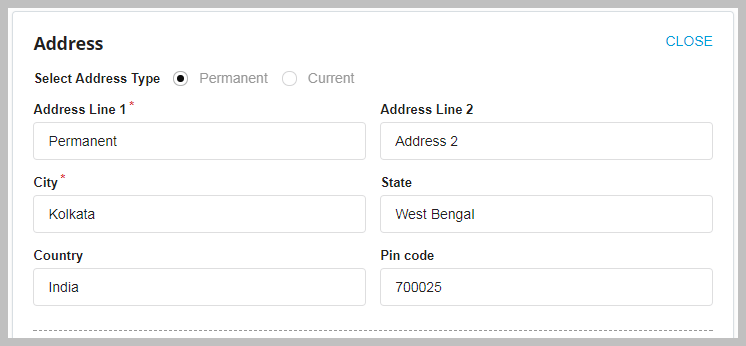 Address CLOSE
Select Address Type Permanent Current
Address Line 1 * Address Line 2
Permanent Address 2
City * State
Kolkata West Bengal
Country Pin code
India 700025